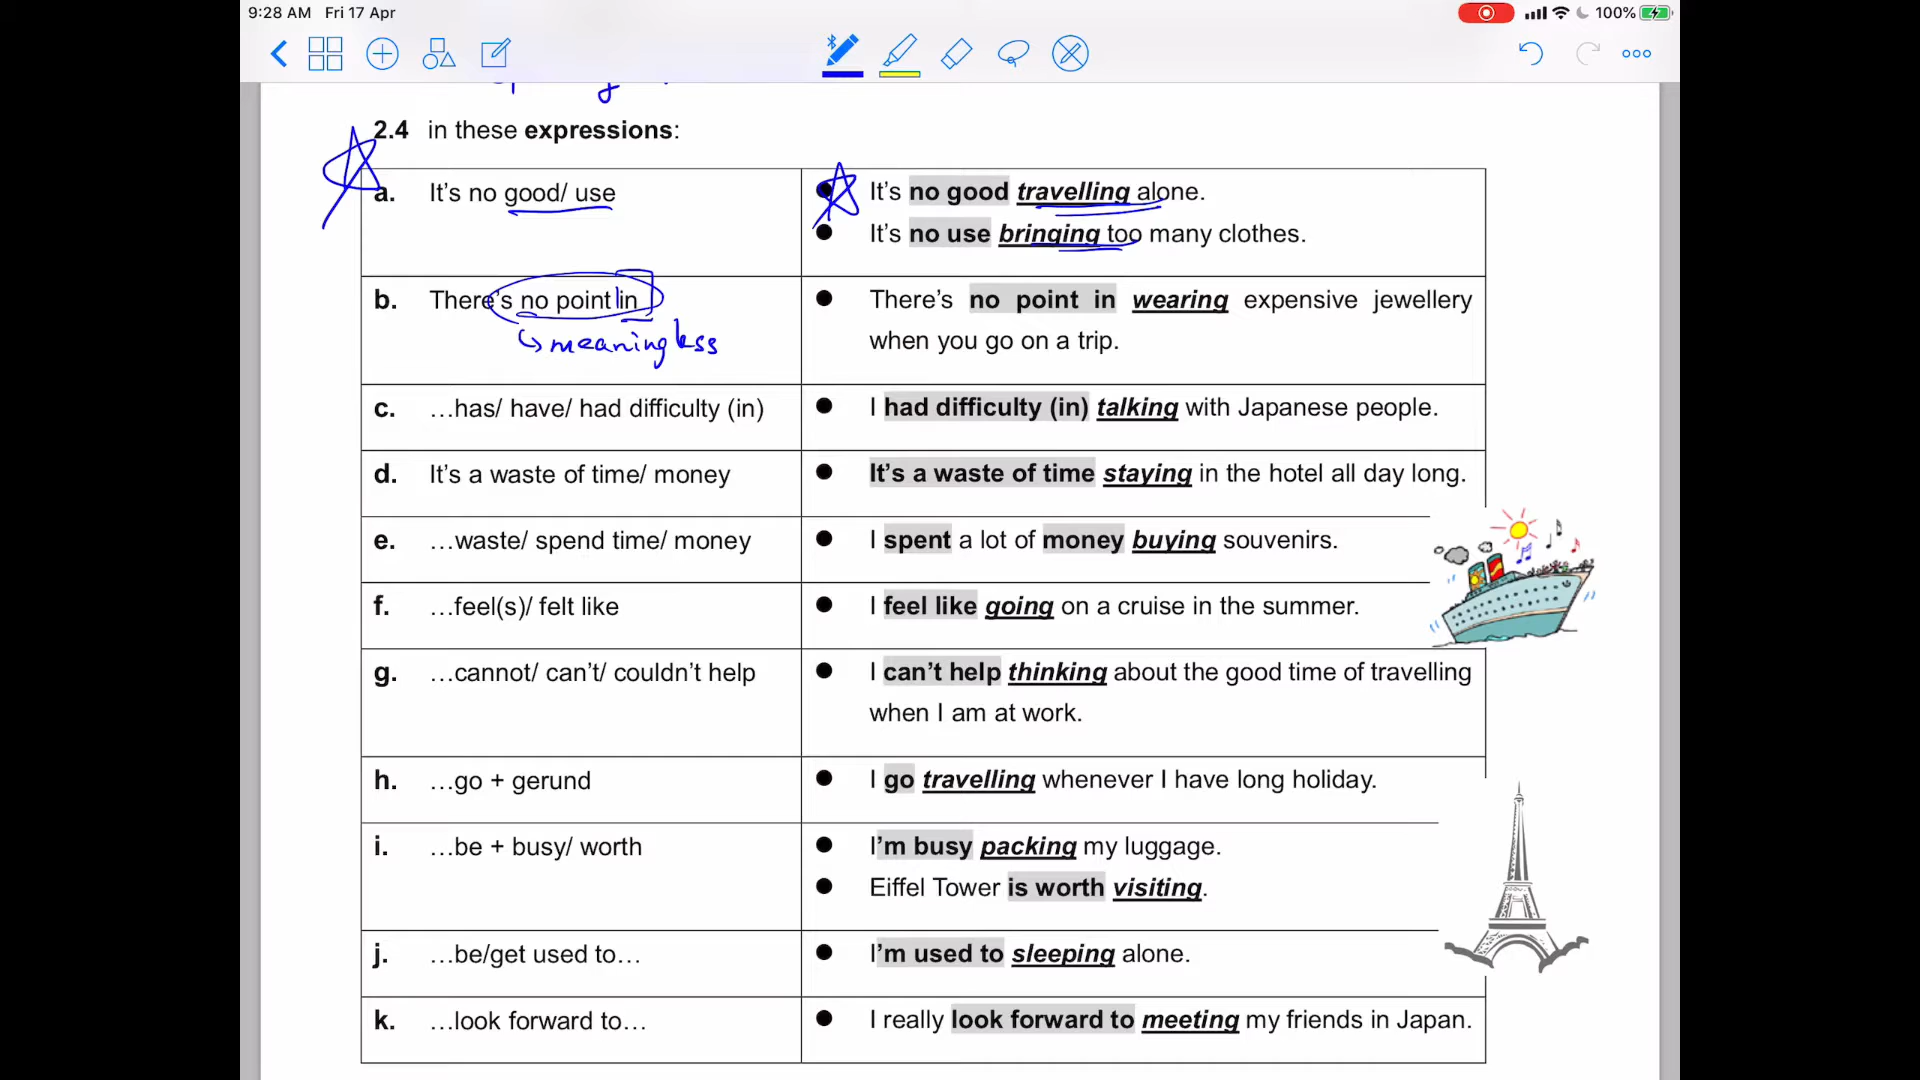 9:28 AM Fri 17 Apr
100%
2.4 in these expressions:
a. It's no good/ use
It's no good travelling alone.
It's no use bringing too many clothes.
b. There's no point in
meaningless
There's no point in wearing expensive jewellery
when you go on a trip.
c. …has/ have/ had difficulty (in)
I had difficulty (in) talking with Japanese people.
d. It's a waste of time/ money
It's a waste of time staying in the hotel all day long.
e. …waste/ spend time/ money
I spent a lot of money buying souvenirs.
f. …feel(s)/ felt like
I feel like going on a cruise in the summer.
g. …cannot/ can't/ couldn't help
I can't help thinking about the good time of travelling
when I am at work.
h. …go + gerund
I go travelling whenever I have long holiday.
i. …be + busy/ worth
I'm busy packing my luggage.
Eiffel Tower is worth visiting.
j. …be/get used to…
I'm used to sleeping alone.
k. …look forward to…
I really look forward to meeting my friends in Japan.